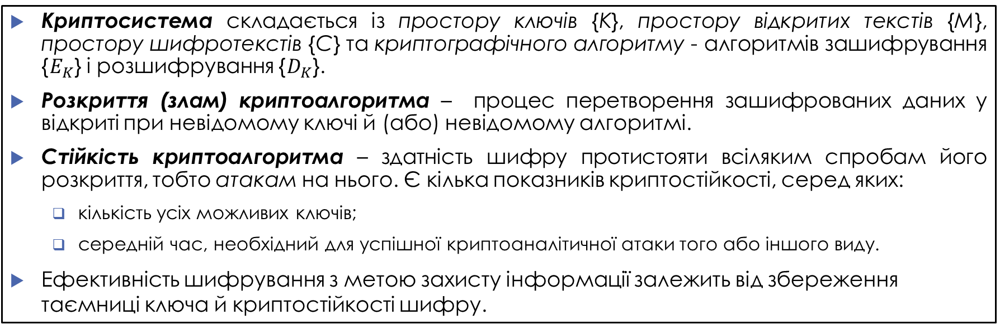 Криптосистема складається із простору ключів {K}, простору відкритих текстів {M},
простору шифротекстів {C} та криптографічного алгоритму - алгоритмів зашифрування
{E_K} і розшифрування {D_K}.
Розкриття (злам) криптоалгоритма – процес перетворення зашифрованих даних у
відкриті при невідомому ключі й (або) невідомому алгоритмі.
Стійкість криптоалгоритма – здатність шифру протистояти всіляким спробам його
розкриття, тобто атакам на нього. Є кілька показників криптостійкості, серед яких:
кількість усіх можливих ключів;
середній час, необхідний для успішної криптоаналітичної атаки того або іншого виду.
Ефективність шифрування з метою захисту інформації залежить від збереження
таємниці ключа й криптостійкості шифру.